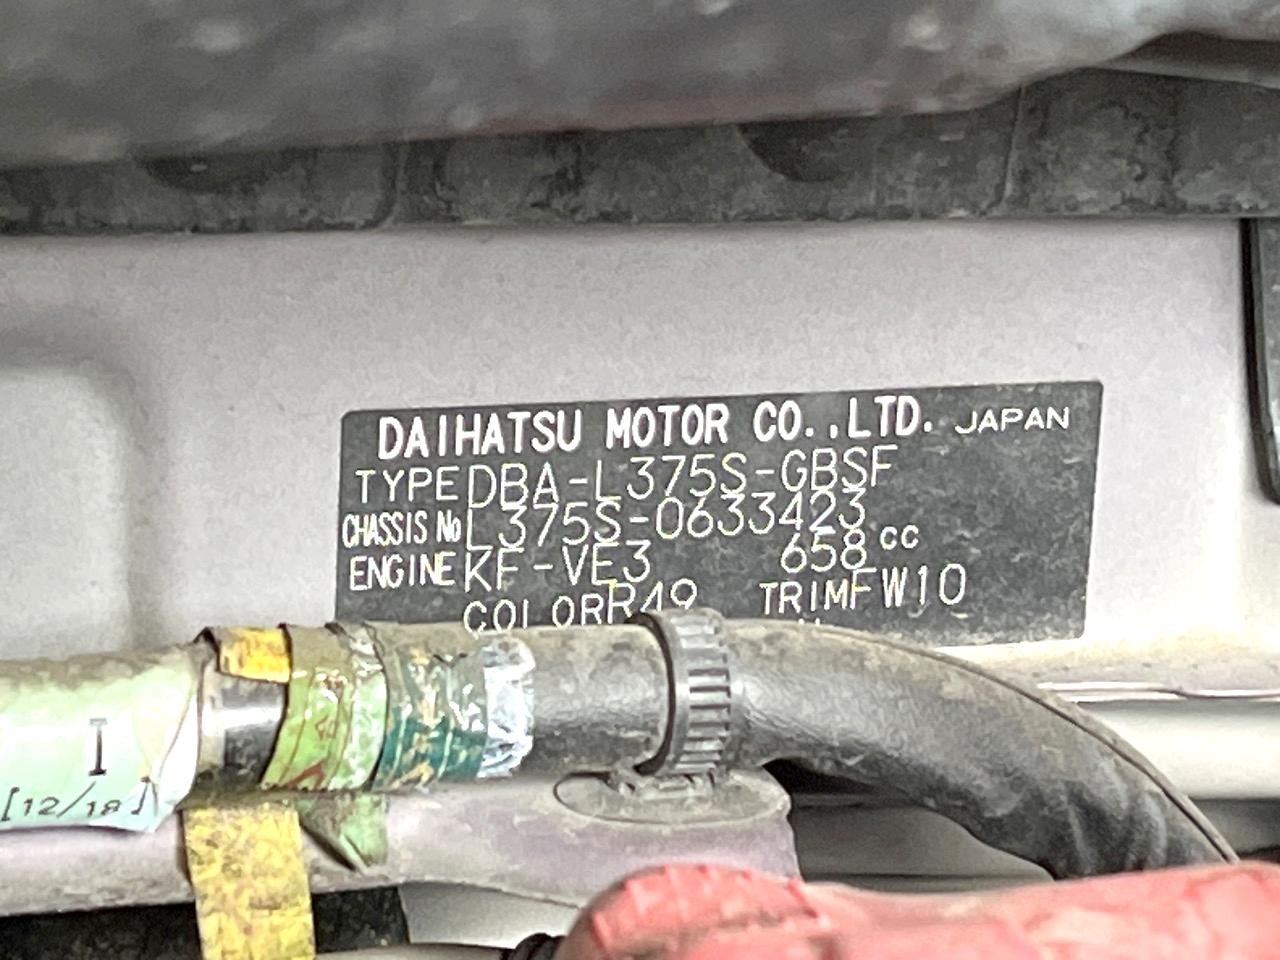 DAIHATSU MOTOR CO.,LTD. JAPAN
TYPE DBA-L375S-GBSF
CHASSIS No L375S-0633423
ENGINE KF-VE3 658 cc
COLOR R49 TRIM FW10
I
[12/18]